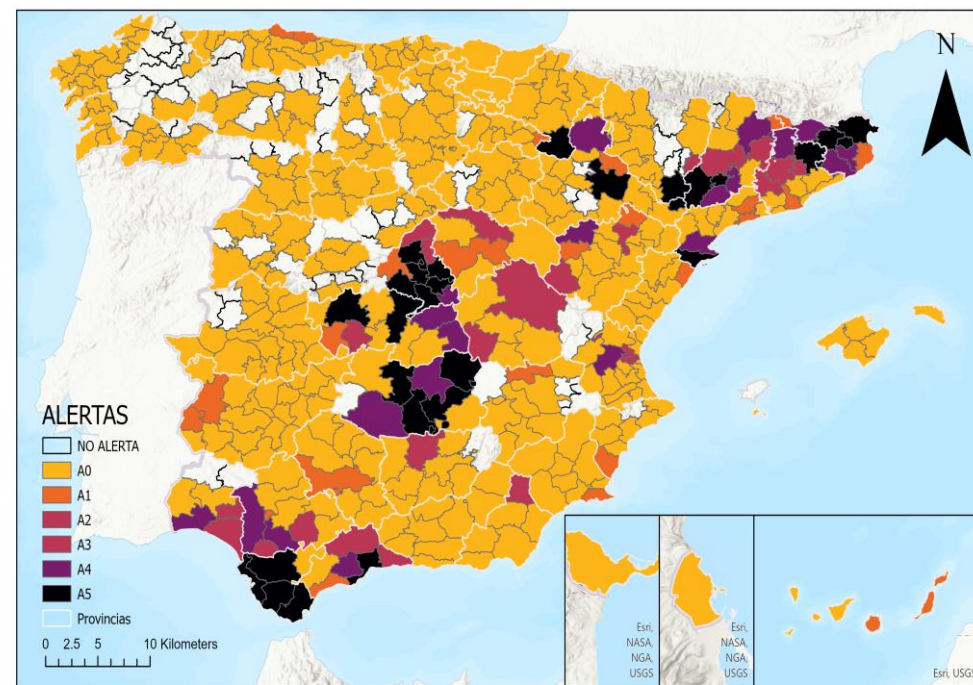 N
ALERTAS
NO ALERTA
A0
A1
A2
A3
A4
A5
Provincias
0 2.5 5 10 Kilometers
Esri,
NASA,
NGA,
USGS
Esri,
NASA,
NGA,
USGS
Esri, USGS